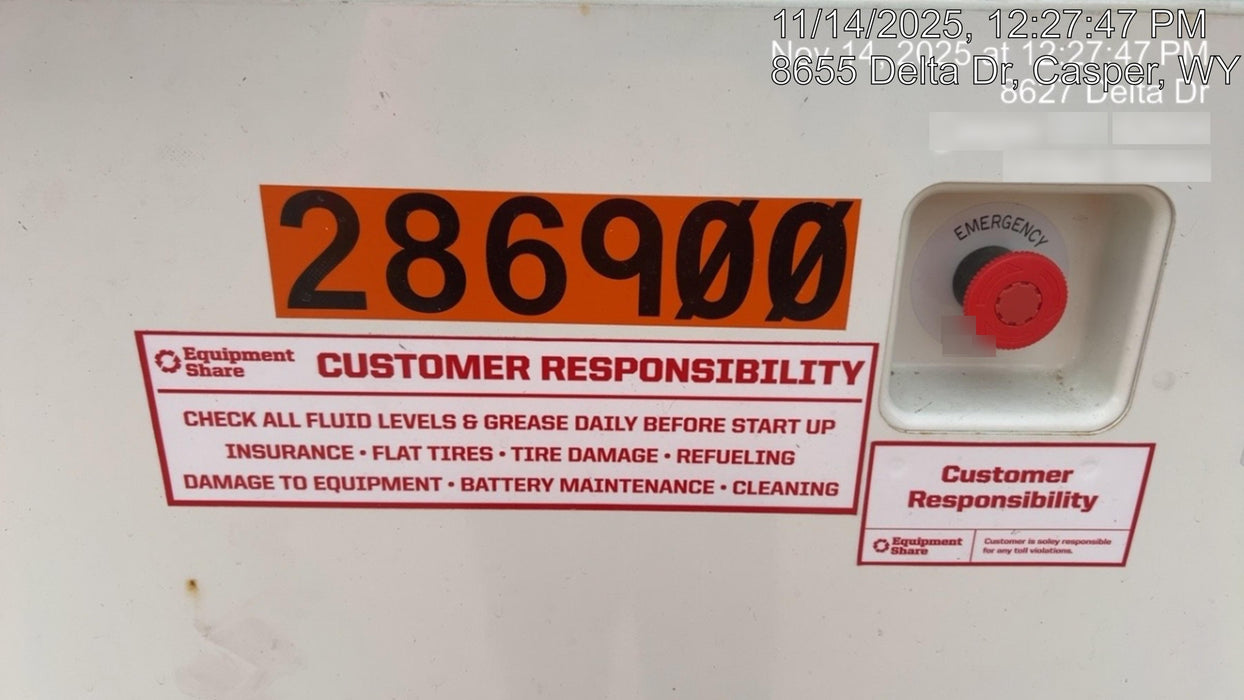 11/14/2025, 12:27:47 PM
Nov 14, 2025 at 12:27:47 PM
8655 Delta Dr, Casper, WY
8627 Delta Dr
286900
EMERGENCY
Equipment
Share
CUSTOMER RESPONSIBILITY
CHECK ALL FLUID LEVELS & GREASE DAILY BEFORE START UP
INSURANCE • FLAT TIRES • TIRE DAMAGE • REFUELING
DAMAGE TO EQUIPMENT • BATTERY MAINTENANCE • CLEANING
Customer
Responsibility
Equipment
Share
Customer is soley responsible
for any toll violations.